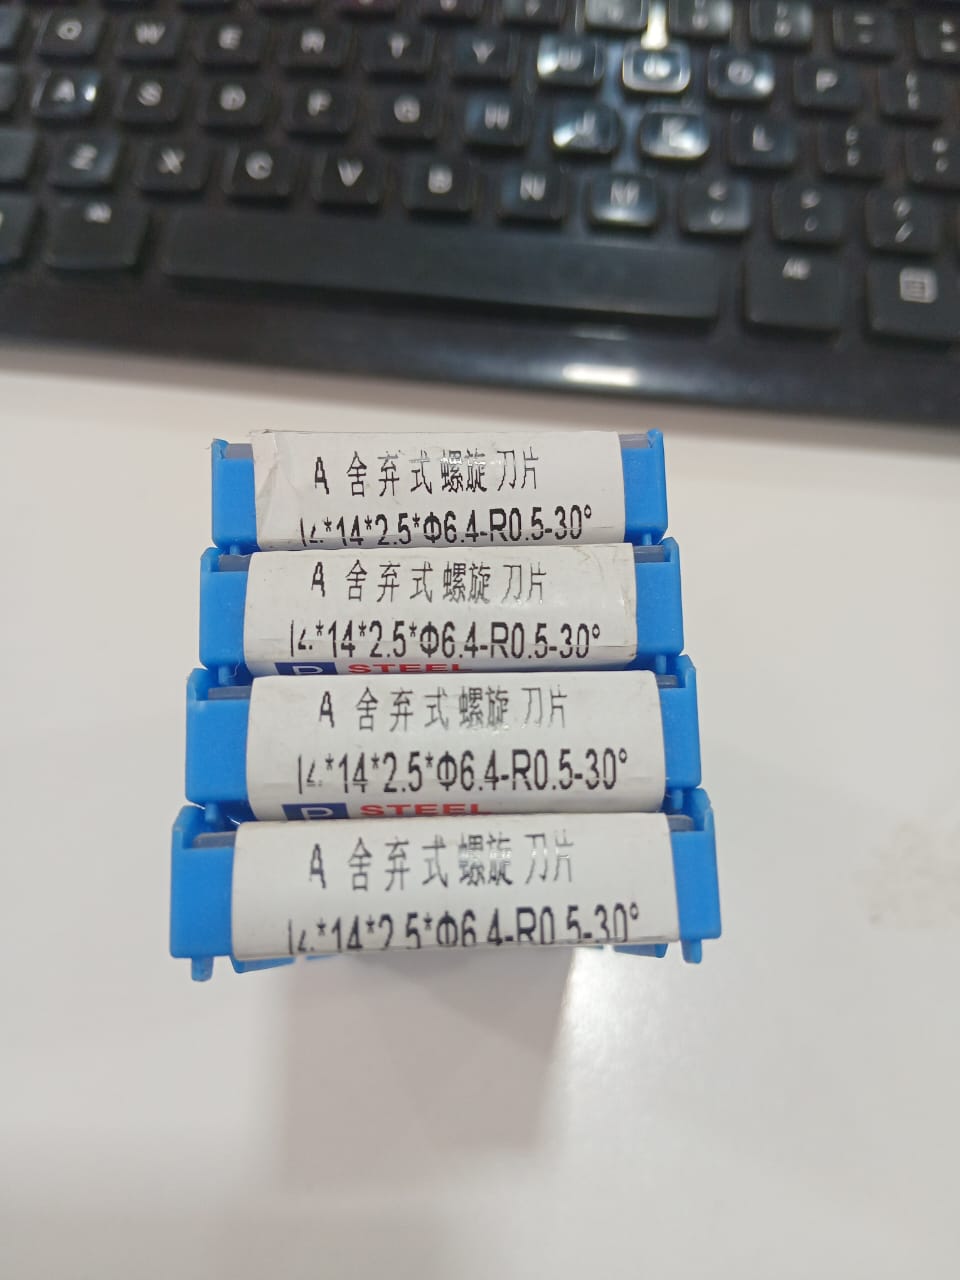 Q W E R T Y U I O P
A S D F G H J K L
Z X C V B N M
A 舍弃式螺旋刀片
14*14*2.5*Φ6.4-R0.5-30°
A 舍弃式螺旋刀片
14*14*2.5*Φ6.4-R0.5-30°
P STEEL
A 舍弃式螺旋刀片
14*14*2.5*Φ6.4-R0.5-30°
P STEEL
A 舍弃式螺旋刀片
14*14*2.5*Φ6.4-R0.5-30°